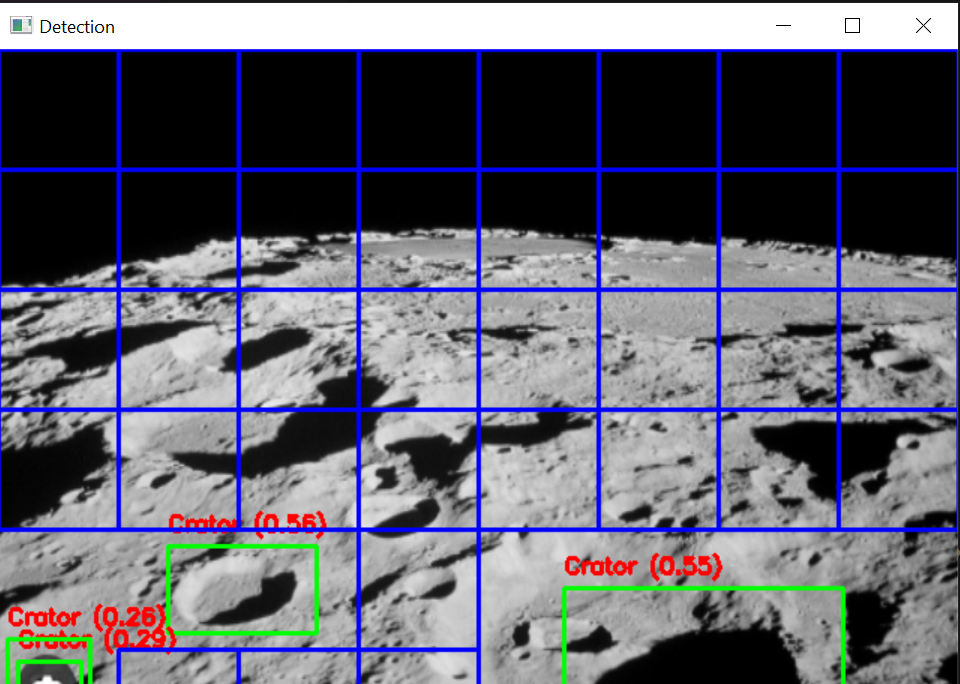 Detection
Crator (0.56)
Crator (0.55)
Crator (0.26)
Crator (0.29)